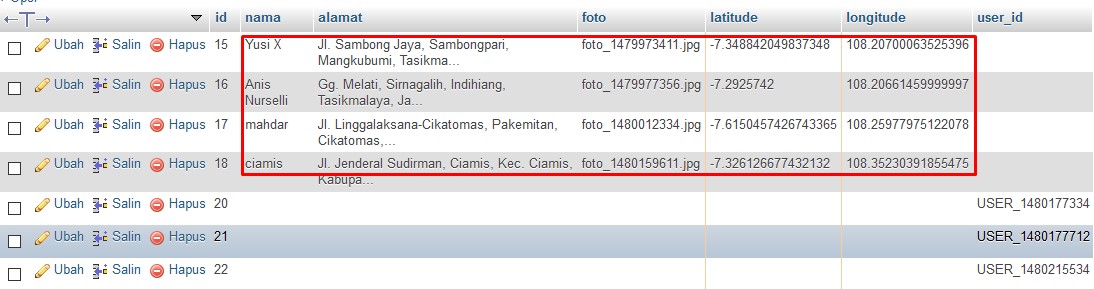 ←T→ id nama alamat foto latitude longitude user_id
Ubah Salin Hapus 15 Yusi X Jl. Sambong Jaya, Sambongpari, foto_1479973411.jpg -7.348842049837348 108.20700063525396
Mangkubumi, Tasikma...
Ubah Salin Hapus 16 Anis Gg. Melati, Sirnagalih, Indihiang, foto_1479977356.jpg -7.2925742 108.20661459999997
Nurselli Tasikmalaya, Ja...
Ubah Salin Hapus 17 mahdar Jl. Linggalaksana-Cikatomas, Pakemitan, foto_1480012334.jpg -7.6150457426743365 108.25977975122078
Cikatomas,...
Ubah Salin Hapus 18 ciamis Jl. Jenderal Sudirman, Ciamis, Kec. Ciamis, foto_1480159611.jpg -7.326126677432132 108.35230391855475
Kabupa...
Ubah Salin Hapus 20 USER_1480177334
Ubah Salin Hapus 21 USER_1480177712
Ubah Salin Hapus 22 USER_1480215534